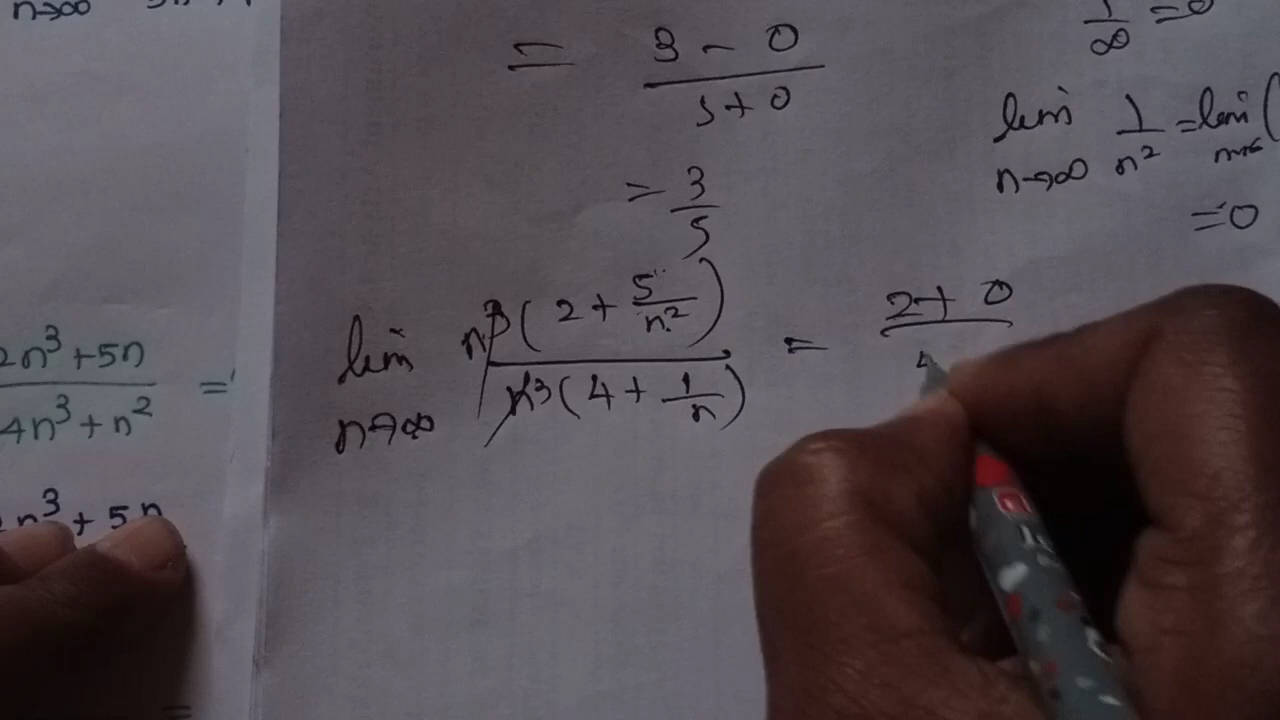 n→∞
= 3 - 0 / 5 + 0
= 3/5
1/∞ = 0
lim n→∞ 1/n² = lim (
= 0
2n³ + 5n / 4n³ + n² =
n³ + 5n
lim n→∞ n³(2 + 5/n²) / n³(4 + 1/n) = 2 + 0 / 4